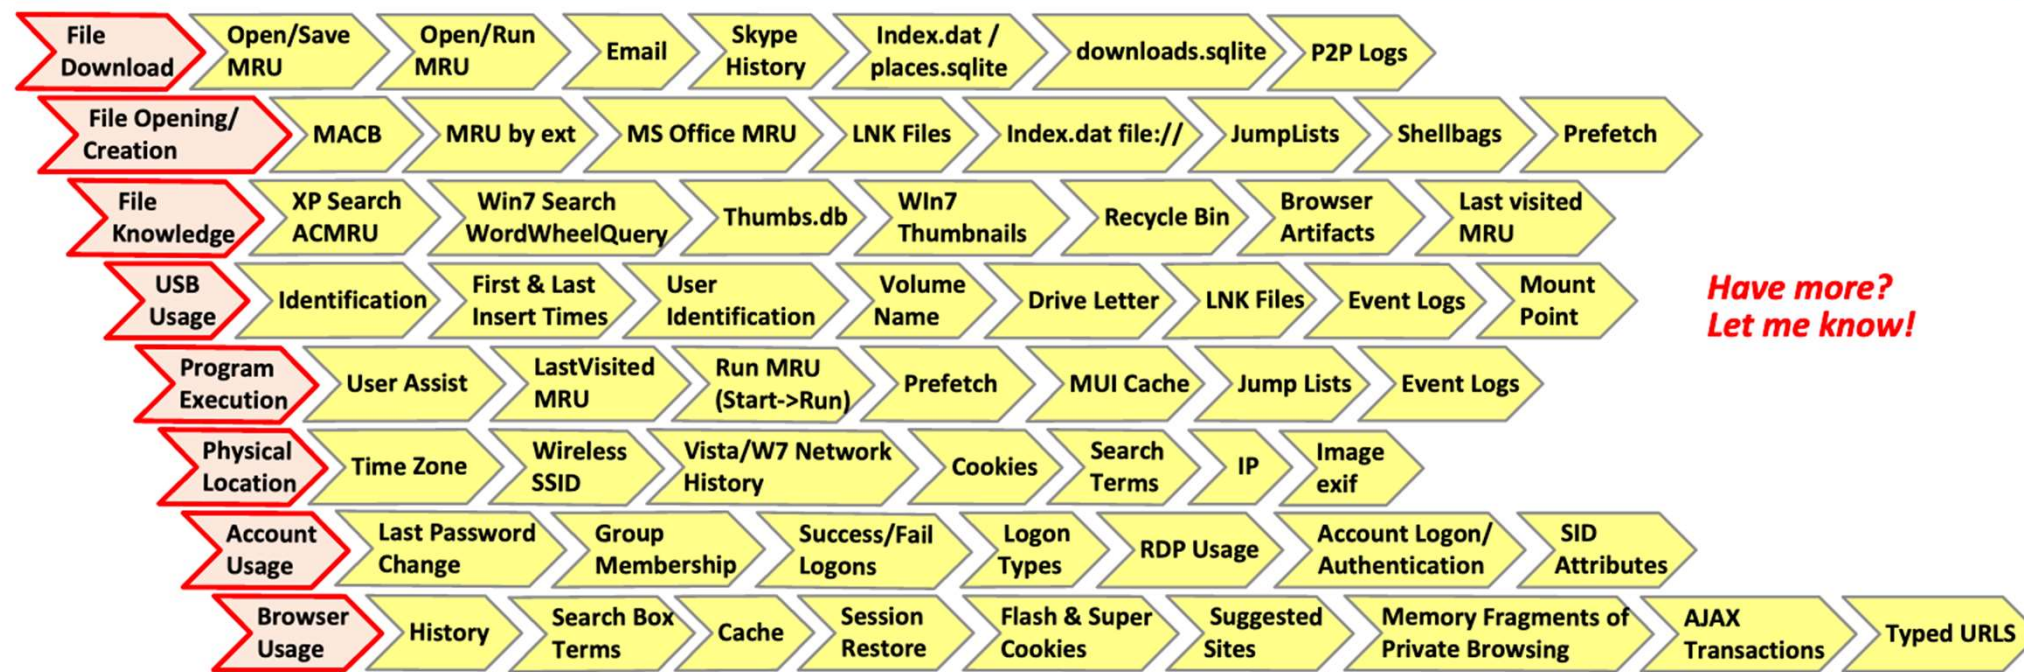 File
Download
Open/Save
MRU
Open/Run
MRU
Email
Skype
History
Index.dat /
places.sqlite
downloads.sqlite
P2P Logs
File Opening/
Creation
MACB
MRU by ext
MS Office MRU
LNK Files
Index.dat file://
JumpLists
Shellbags
Prefetch
File
Knowledge
XP Search
ACMRU
Win7 Search
WordWheelQuery
Thumbs.db
WIn7
Thumbnails
Recycle Bin
Browser
Artifacts
Last visited
MRU
USB
Usage
Identification
First & Last
Insert Times
User
Identification
Volume
Name
Drive Letter
LNK Files
Event Logs
Mount
Point
Have more?
Let me know!
Program
Execution
User Assist
LastVisited
MRU
Run MRU
(Start->Run)
Prefetch
MUI Cache
Jump Lists
Event Logs
Physical
Location
Time Zone
Wireless
SSID
Vista/W7 Network
History
Cookies
Search
Terms
IP
Image
exif
Account
Usage
Last Password
Change
Group
Membership
Success/Fail
Logons
Logon
Types
RDP Usage
Account Logon/
Authentication
SID
Attributes
Browser
Usage
History
Search Box
Terms
Cache
Session
Restore
Flash & Super
Cookies
Suggested
Sites
Memory Fragments of
Private Browsing
AJAX
Transactions
Typed URLS